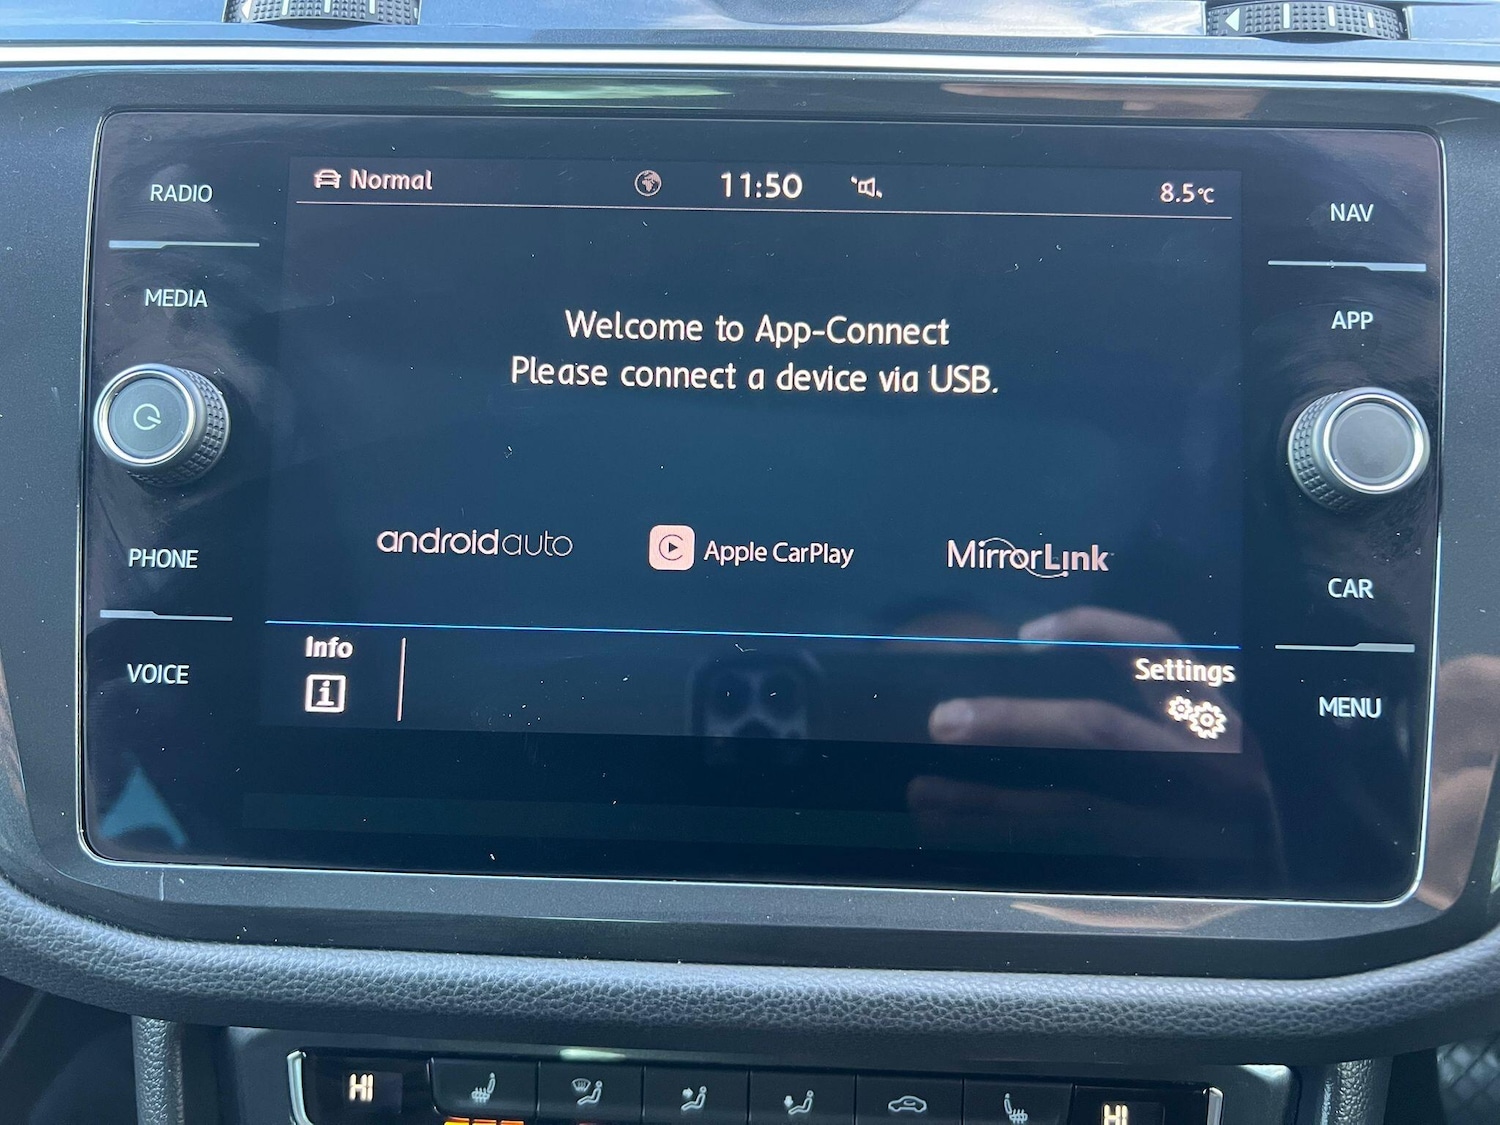 RADIO
MEDIA
PHONE
VOICE
Normal
11:50
8.5°C
Welcome to App-Connect
Please connect a device via USB.
androidauto
Apple CarPlay
MirrorLink
Info
i
Settings
NAV
APP
CAR
MENU
HI
HI